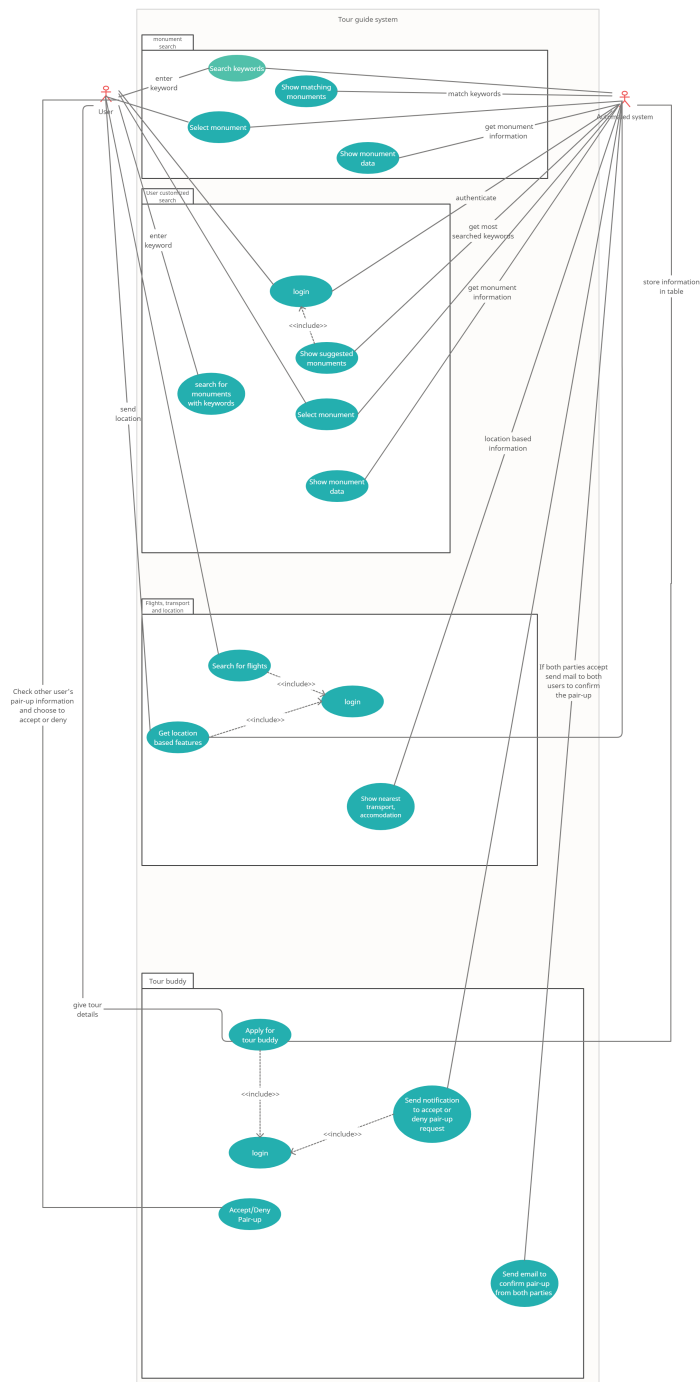 Tour guide system
monument
search
Search keywords
enter
keyword
Show matching
monuments
match keywords
User
Automized system
Select monument
get monument
information
Show monument
data
User customized
search
authenticate
enter
keyword
get most
searched keywords
login
get monument
information
store information
in table
<<include>>
Show suggested
monuments
search for
monuments
with keywords
send
location
Select monument
location based
information
Show monument
data
Flights, transport
and location
Search for flights
<<include>>
login
If both parties accept
send mail to both
users to confirm
the pair-up
Check other user's
pair-up information
and choose to
accept or deny
<<include>>
Get location
based features
Show nearest
transport,
accomodation
Tour buddy
give tour
details
Apply for
tour buddy
<<include>>
Send notification
to accept or
deny pair-up
request
<<include>>
login
Accept/Deny
Pair-up
Send email to
confirm pair-up
from both parties